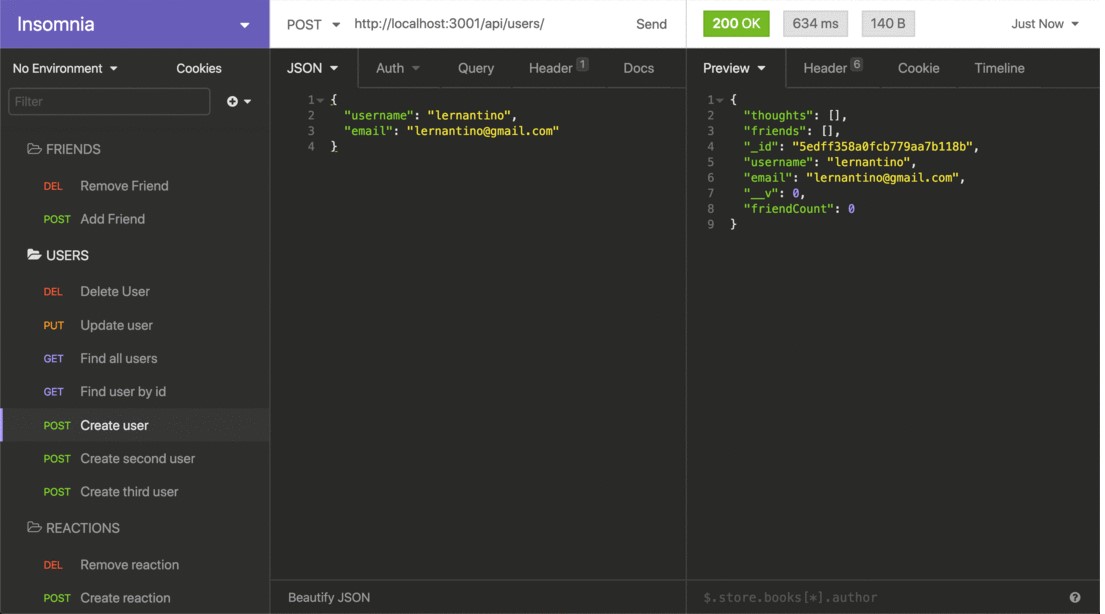 Insomnia
No Environment
Cookies
Filter
FRIENDS
DEL Remove Friend
POST Add Friend
USERS
DEL Delete User
PUT Update user
GET Find all users
GET Find user by id
POST Create user
POST Create second user
POST Create third user
REACTIONS
DEL Remove reaction
POST Create reaction
POST http://localhost:3001/api/users/ Send
JSON Auth Query Header 1 Docs
1 {
2 "username": "lernantino",
3 "email": "lernantino@gmail.com"
4 }
Beautify JSON
200 OK 634 ms 140 B Just Now
Preview Header 6 Cookie Timeline
1 {
2 "thoughts": [],
3 "friends": [],
4 "_id": "5edff358a0fcb779aa7b118b",
5 "username": "lernantino",
6 "email": "lernantino@gmail.com",
7 "__v": 0,
8 "friendCount": 0
9 }
$.store.books[*].author